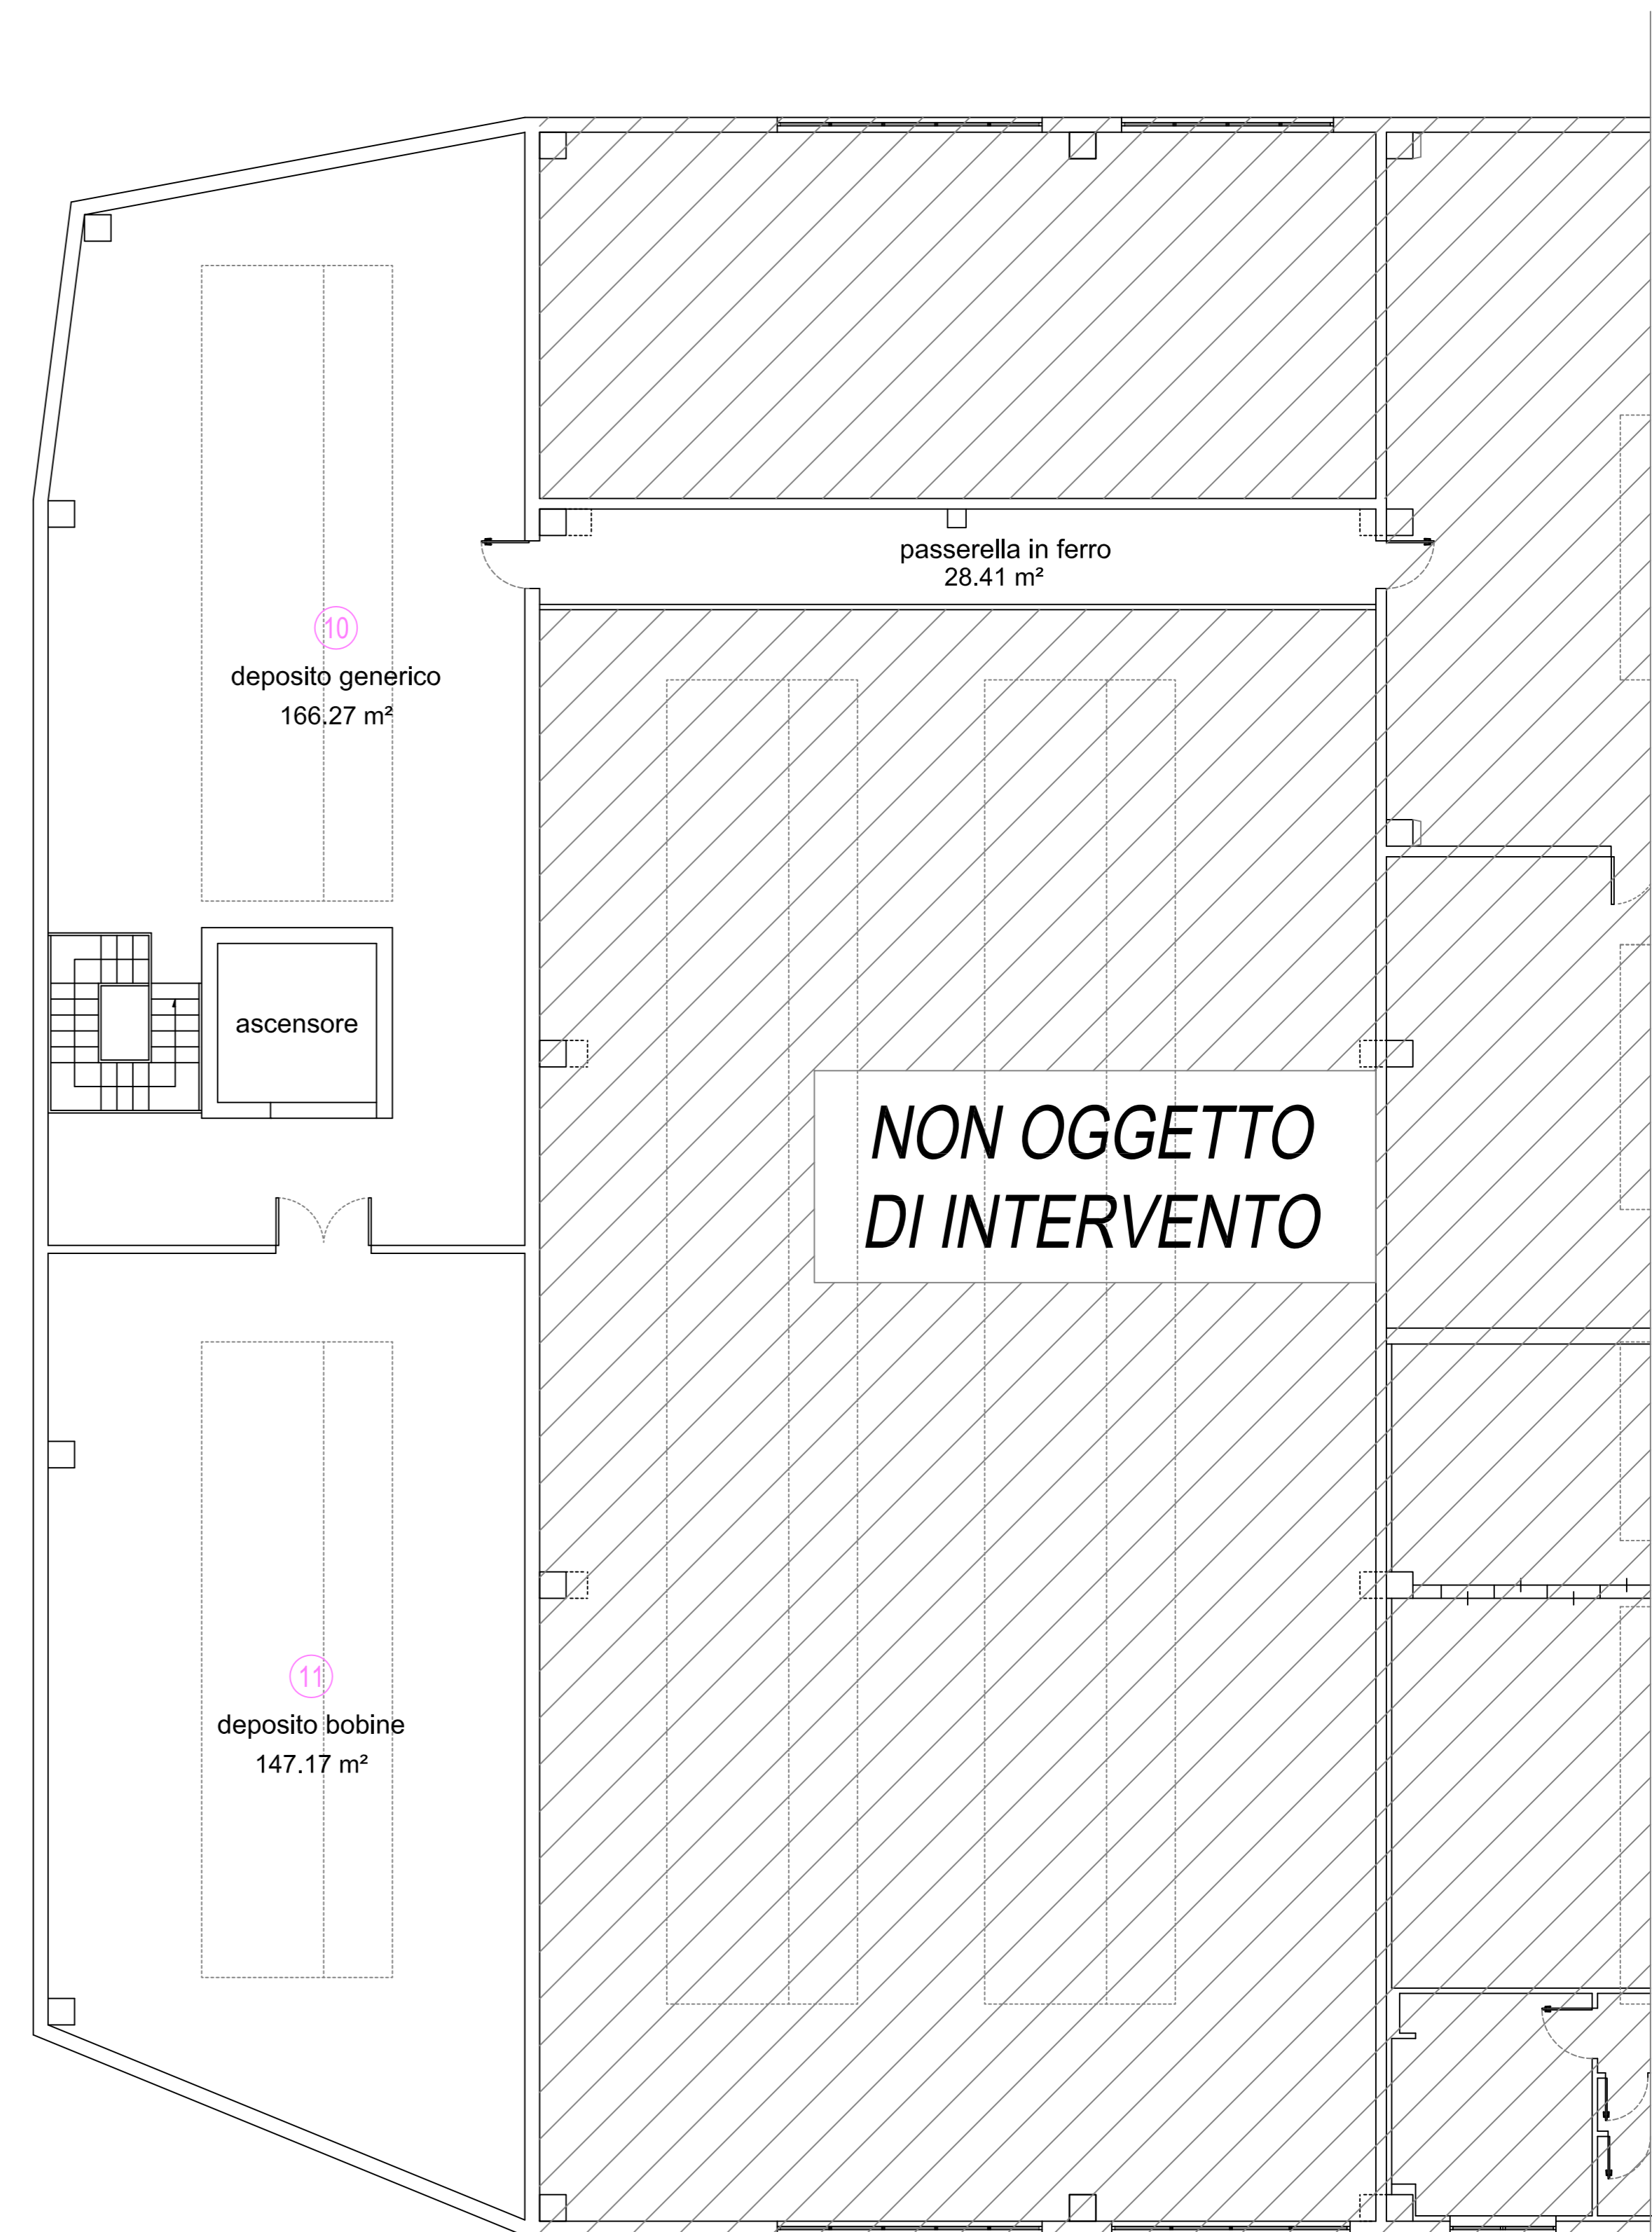 passerella in ferro
28.41 m²
10
deposito generico
166.27 m²
ascensore
NON OGGETTO
DI INTERVENTO
11
deposito bobine
147.17 m²